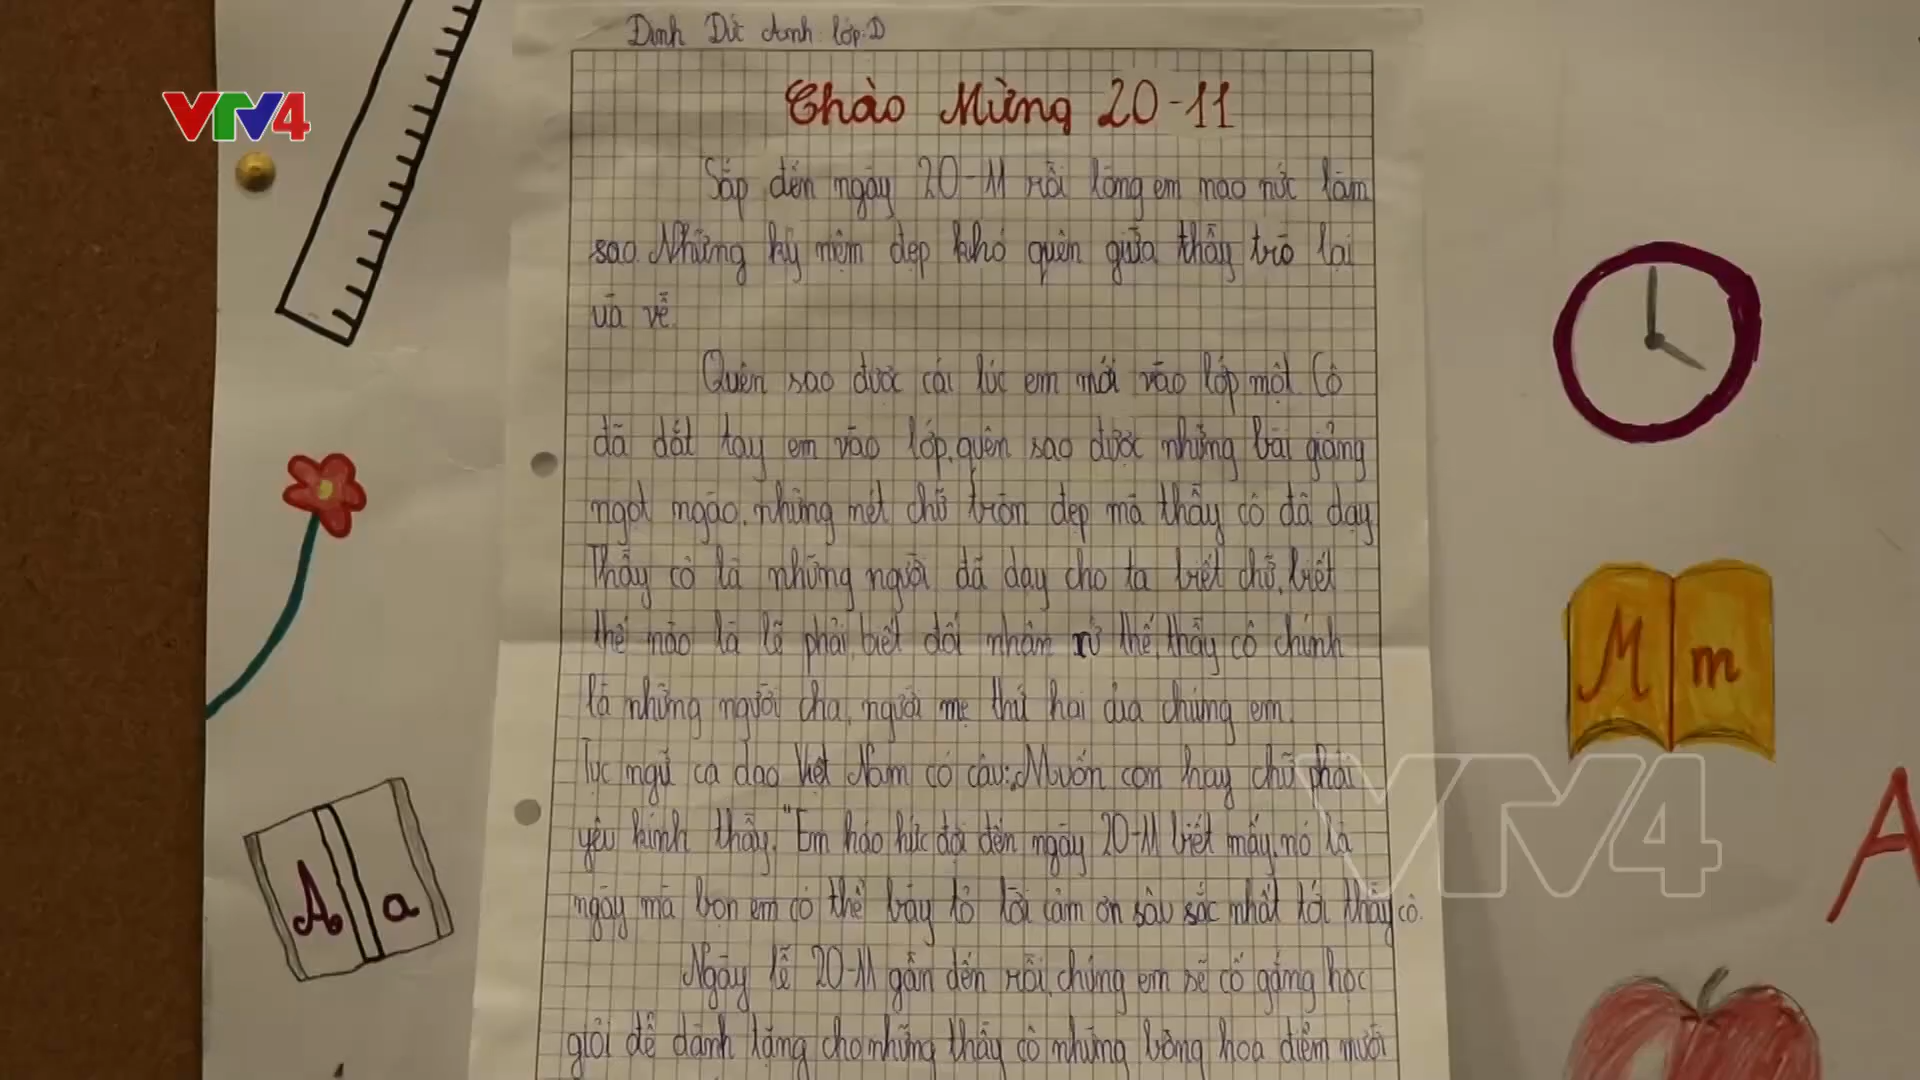 Đinh Đức Anh lớp D
VTV4
Chào Mừng 20-11
Sắp đến ngày 20-11 rồi lòng em nao nức làm
sao. Những kỷ niệm đẹp khó quên giữa thầy trò lại
ùa về.
Quên sao được cái lúc em mới vào lớp một Cô
đã dắt tay em vào lớp, quên sao được những bài giảng
ngọt ngào, những nét chữ tròn đẹp mà thầy cô đã dạy
Thầy cô là những người đã dạy cho ta biết chữ, biết
thế nào là lẽ phải, biết đối nhân xử thế, thầy cô chính
là những người cha, người mẹ thứ hai của chúng em.
Tục ngữ ca dao Việt Nam có câu: Muốn con hay chữ phải
yêu kính thầy. "Em háo hức đợi đến ngày 20-11 biết mấy, nó là
ngày mà bọn em có thể bày tỏ lời cảm ơn sâu sắc nhất tới thầy cô.
Ngày lễ 20-11 gần đến rồi, chúng em sẽ cố gắng học
giỏi để dành tặng cho những thầy cô những bông hoa điểm mười
M m
A a
A
VTV4